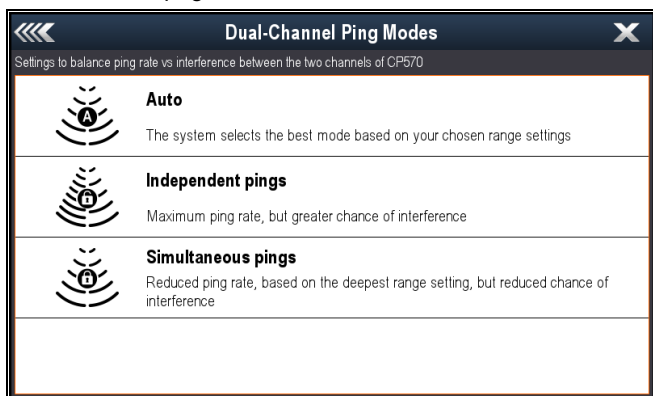 Dual-Channel Ping Modes
Settings to balance ping rate vs interference between the two channels of CP570
A
Auto
The system selects the best mode based on your chosen range settings
Independent pings
Maximum ping rate, but greater chance of interference
Simultaneous pings
Reduced ping rate, based on the deepest range setting, but reduced chance of
interference